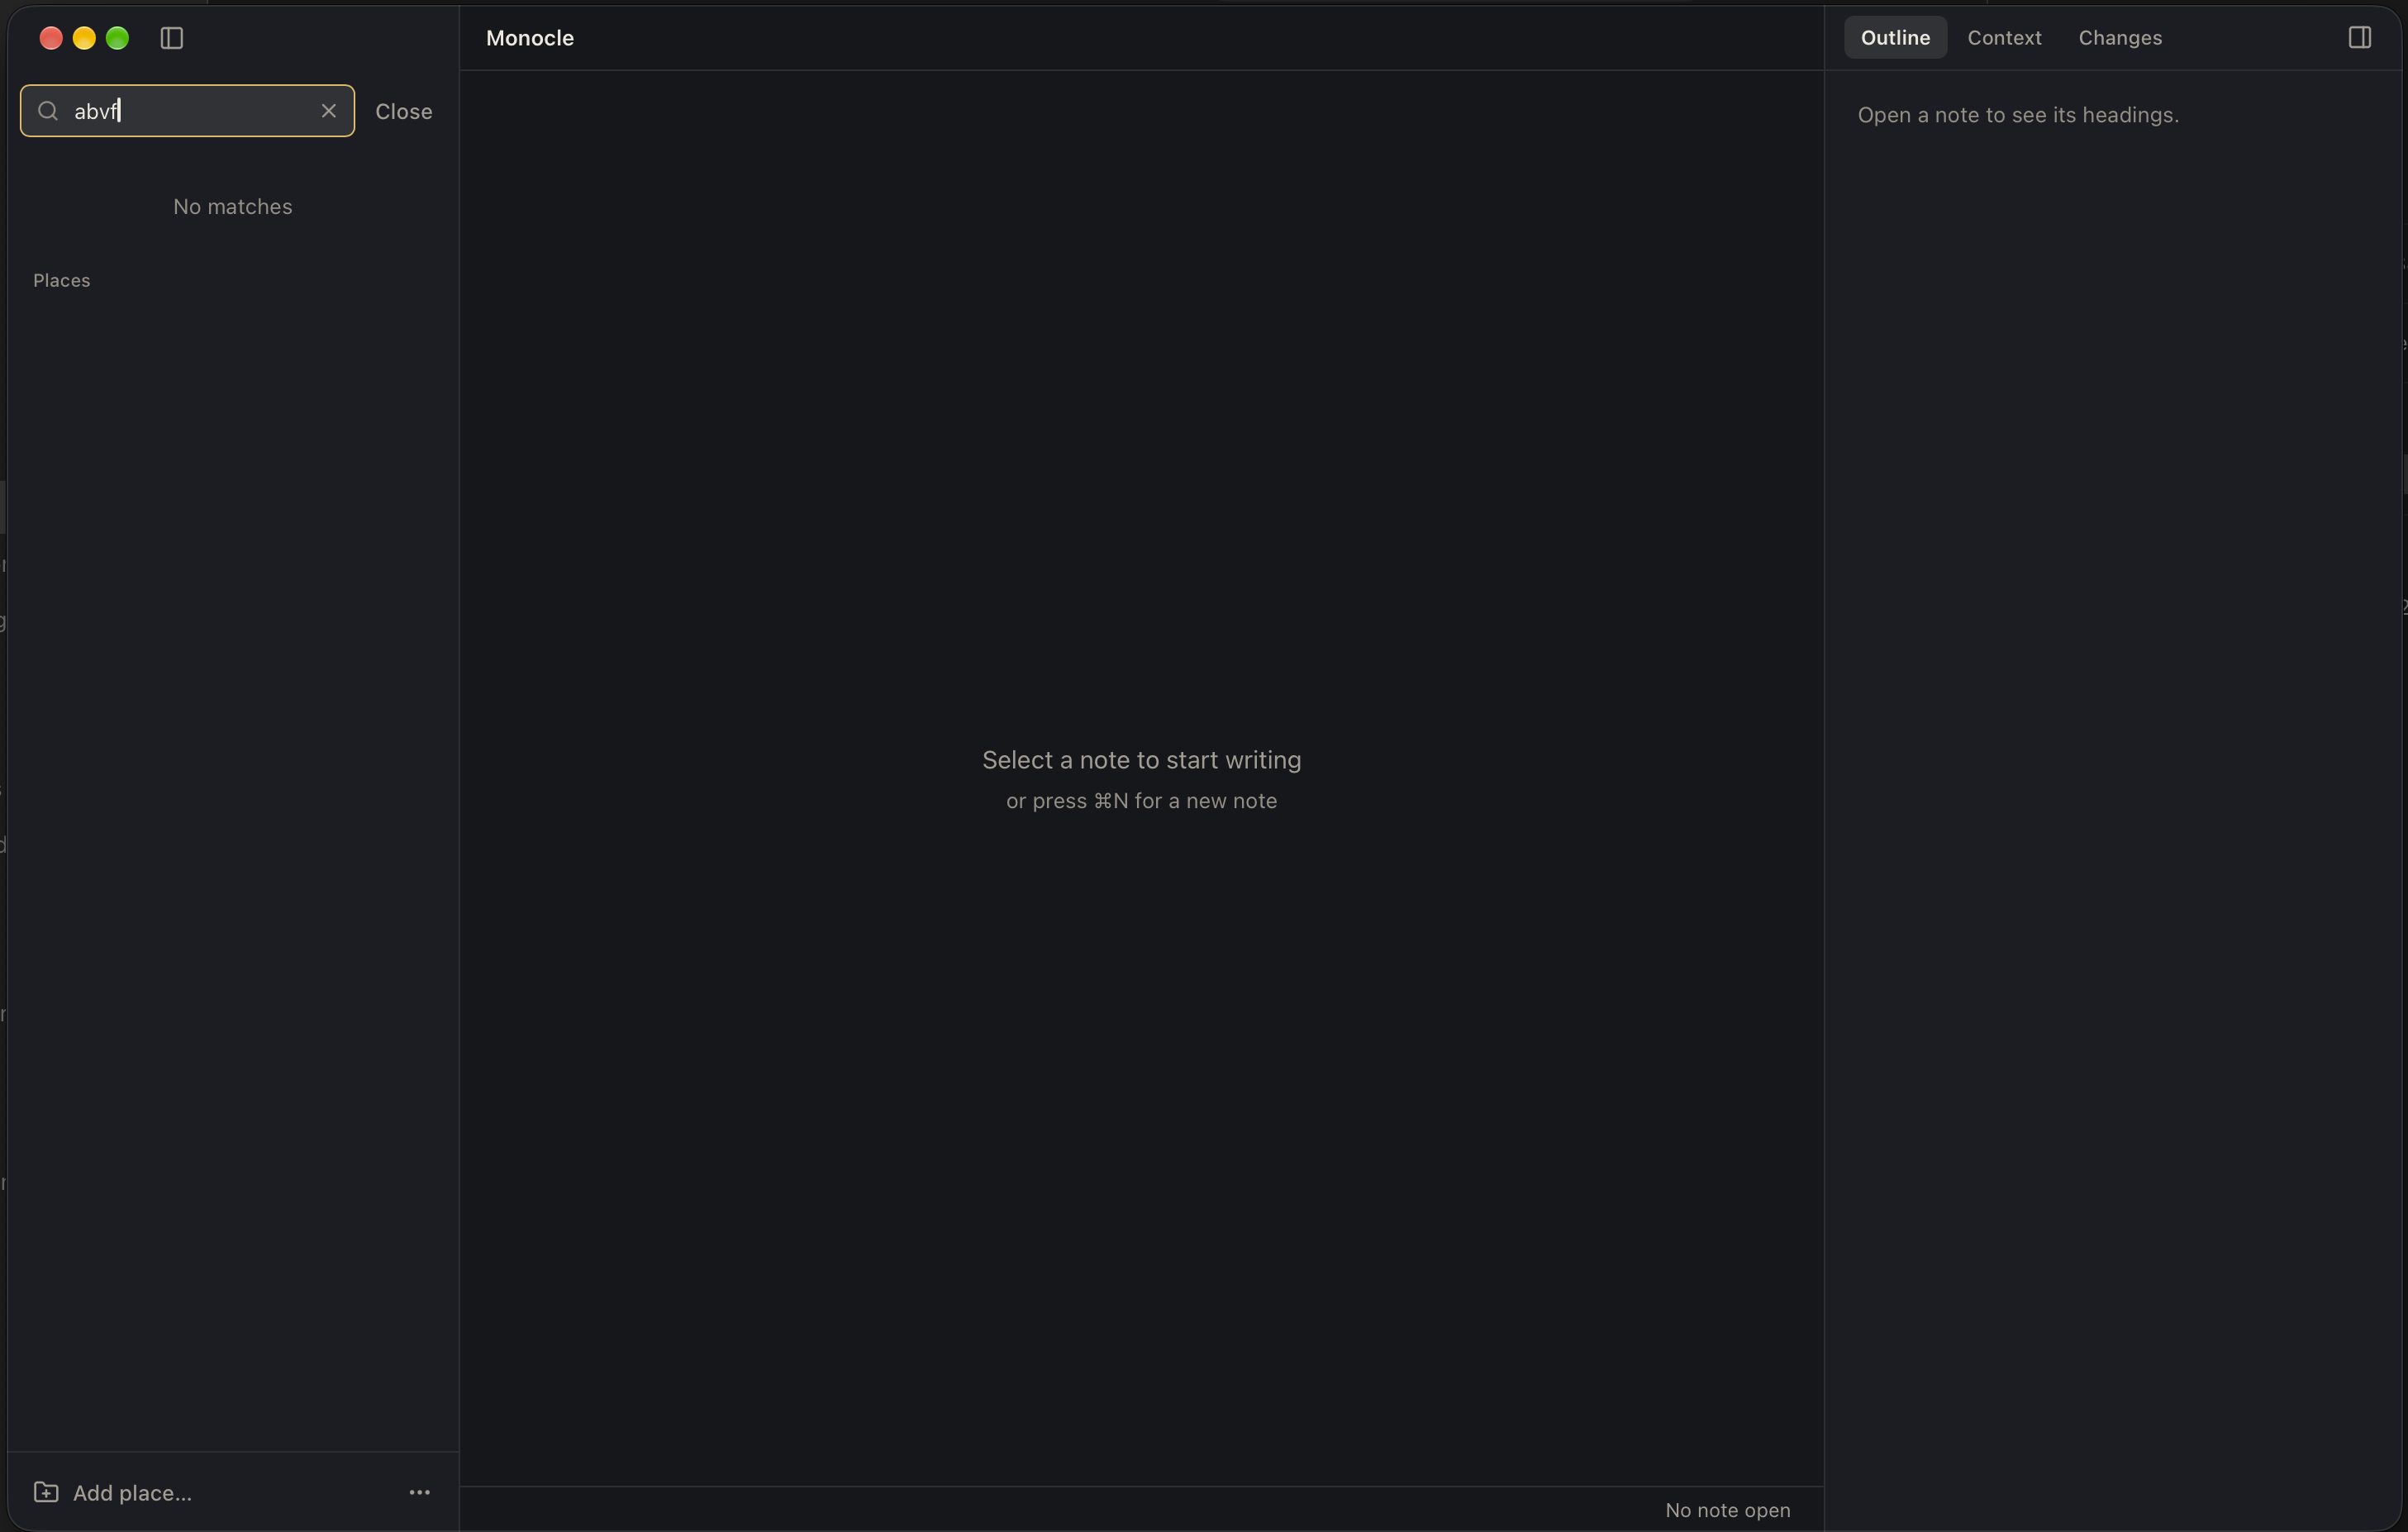 Monocle
Outline
Context
Changes
abvf
Close
No matches
Places
Open a note to see its headings.
Select a note to start writing
or press ⌘N for a new note
Add place...
No note open